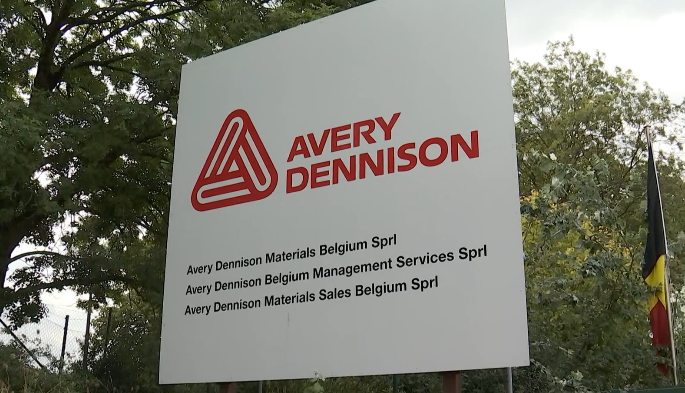 AVERY
DENNISON
Avery Dennison Materials Belgium Sprl
Avery Dennison Belgium Management Services Sprl
Avery Dennison Materials Sales Belgium Sprl